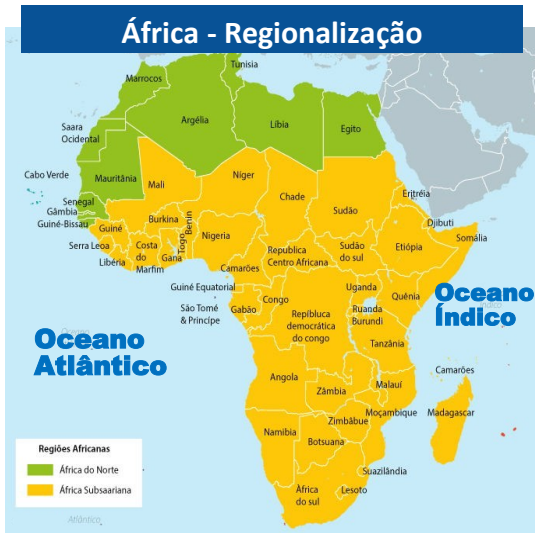 África - Regionalização
Tunisia
Marrocos
Argélia
Líbia
Egito
Saara
Ocidental
Cabo Verde
Mauritânia
Mali
Níger
Chade
Sudão
Eritréia
Senegal
Gâmbia
Guiné-Bissau
Guiné
Burkina
Benin
Togo
Nigeria
Djibuti
Somália
Serra Leoa
Libéria
Costa
do
Marfim
Gana
Camarões
Republica
Centro Africana
Sudão
do sul
Etiópia
Guiné Equatorial
São Tomé
& Príncipe
Gabão
Congo
República
democrática
do congo
Uganda
Ruanda
Burundi
Quênia
Tanzânia
Oceano
Índico
Índico
Oceano
Atlântico
Camarões
Angola
Zâmbia
Malauí
Moçambique
Madagascar
Namibia
Zimbábue
Botsuana
Suazilândia
África
do sul
Lesoto
Regiões Africanas
África do Norte
África Subsaariana
Atlântico